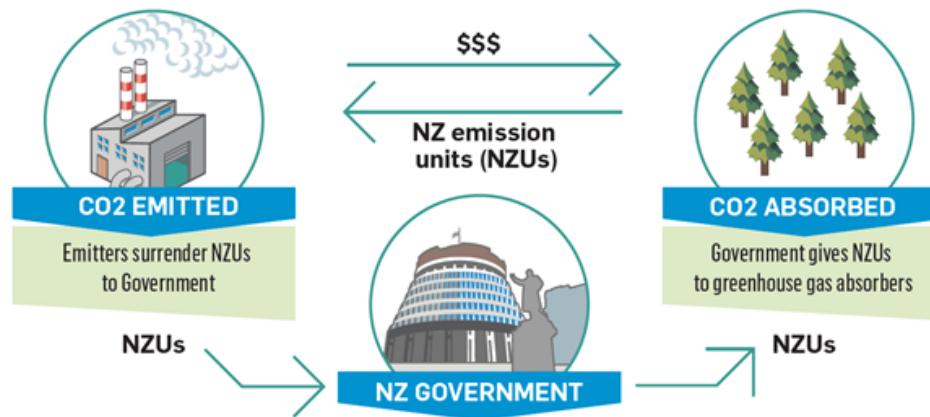 $$$
NZ emission
units (NZUs)
CO2 EMITTED
Emitters surrender NZUs
to Government
CO2 ABSORBED
Government gives NZUs
to greenhouse gas absorbers
NZUs
NZ GOVERNMENT
NZUs